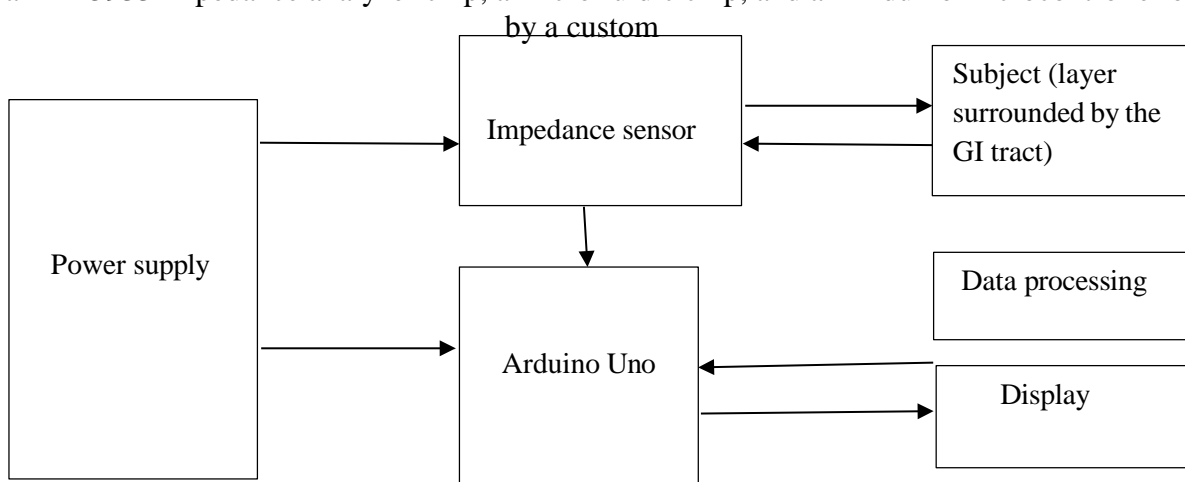 by a custom
Subject (layer
surrounded by the
GI tract)
Impedance sensor
Power supply
Data processing
Arduino Uno
Display